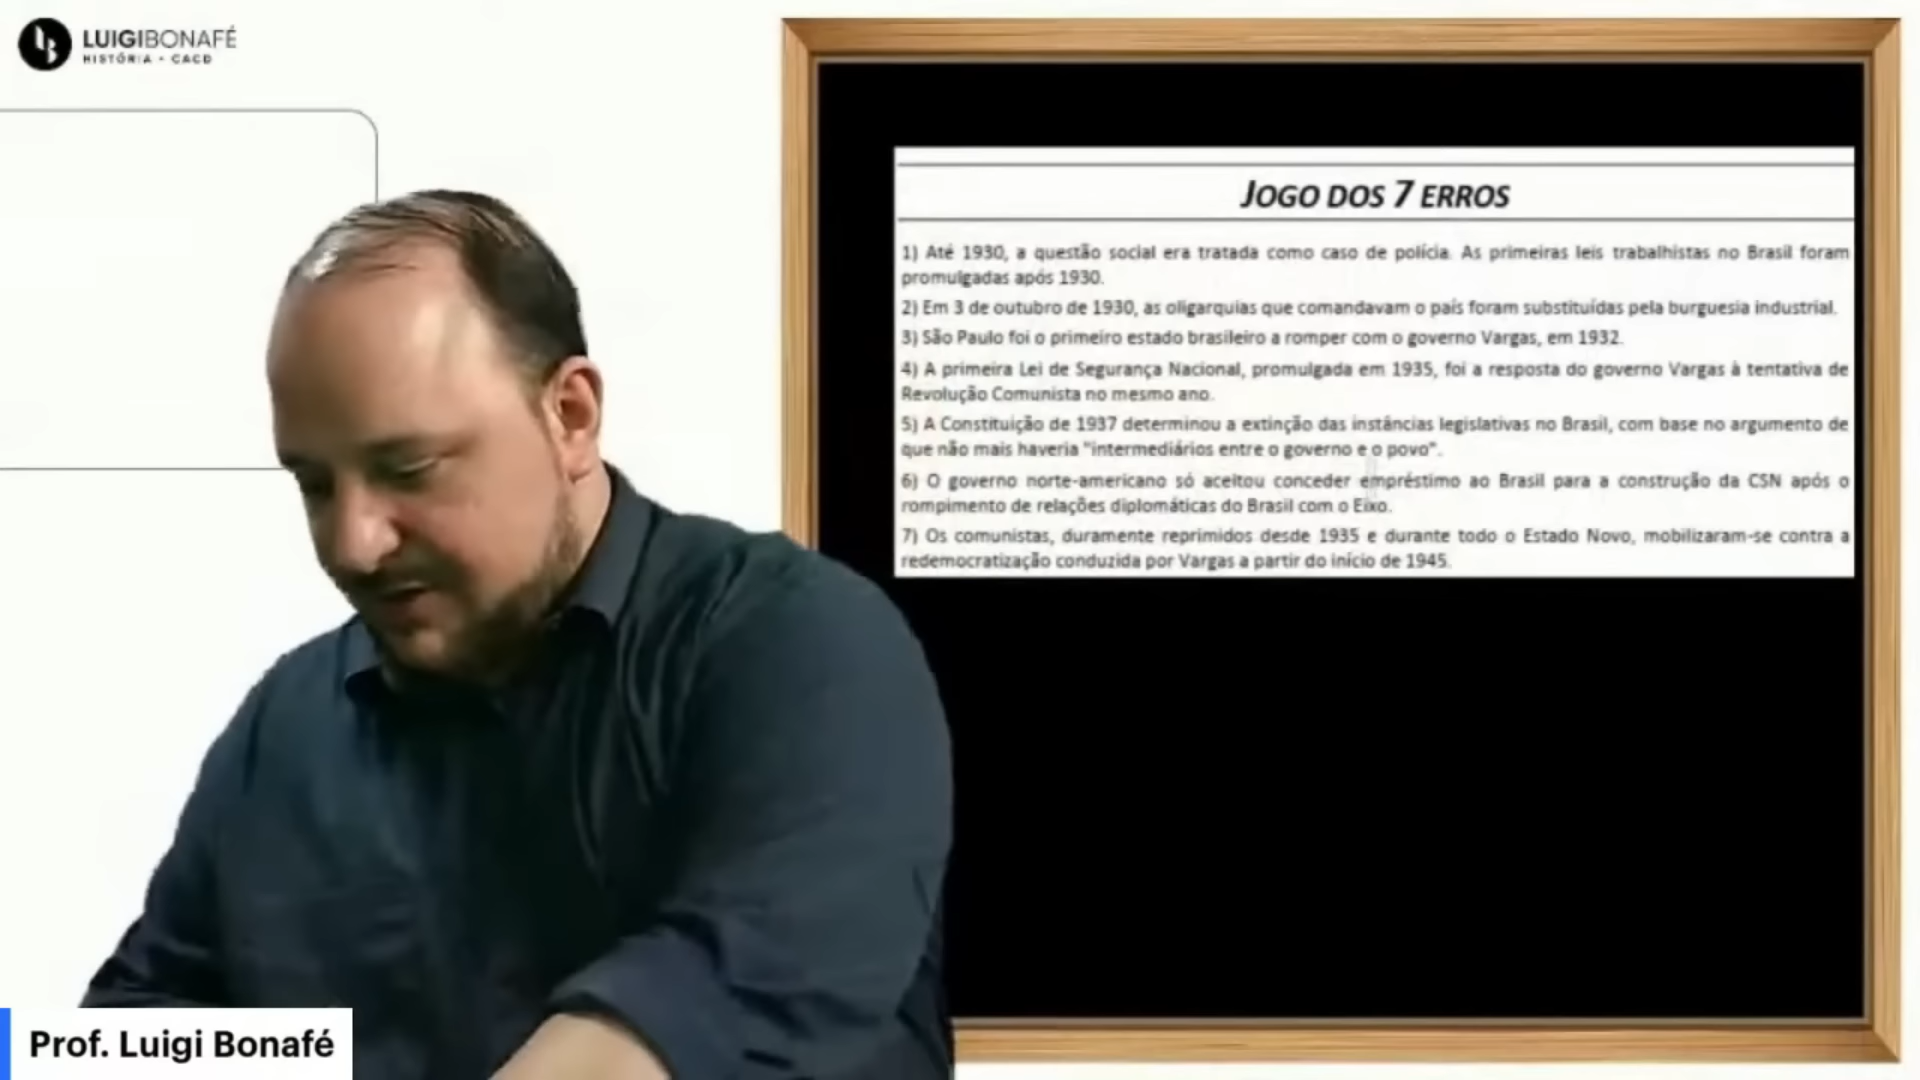 LUIGIBONAFÉ
HISTÓRIA - CACD
JOGO DOS 7 ERROS
1) Até 1930, a questão social era tratada como caso de polícia. As primeiras leis trabalhistas no Brasil foram
promulgadas após 1930.
2) Em 3 de outubro de 1930, as oligarquias que comandavam o país foram substituídas pela burguesia industrial.
3) São Paulo foi o primeiro estado brasileiro a romper com o governo Vargas, em 1932.
4) A primeira Lei de Segurança Nacional, promulgada em 1935, foi a resposta do governo Vargas à tentativa de
Revolução Comunista no mesmo ano.
5) A Constituição de 1937 determinou a extinção das instâncias legislativas no Brasil, com base no argumento de
que não mais haveria "intermediários entre o governo e o povo".
6) O governo norte-americano só aceitou conceder empréstimo ao Brasil para a construção da CSN após o
rompimento de relações diplomáticas do Brasil com o Eixo.
7) Os comunistas, duramente reprimidos desde 1935 e durante todo o Estado Novo, mobilizaram-se contra a
redemocratização conduzida por Vargas a partir do início de 1945.
Prof. Luigi Bonafé